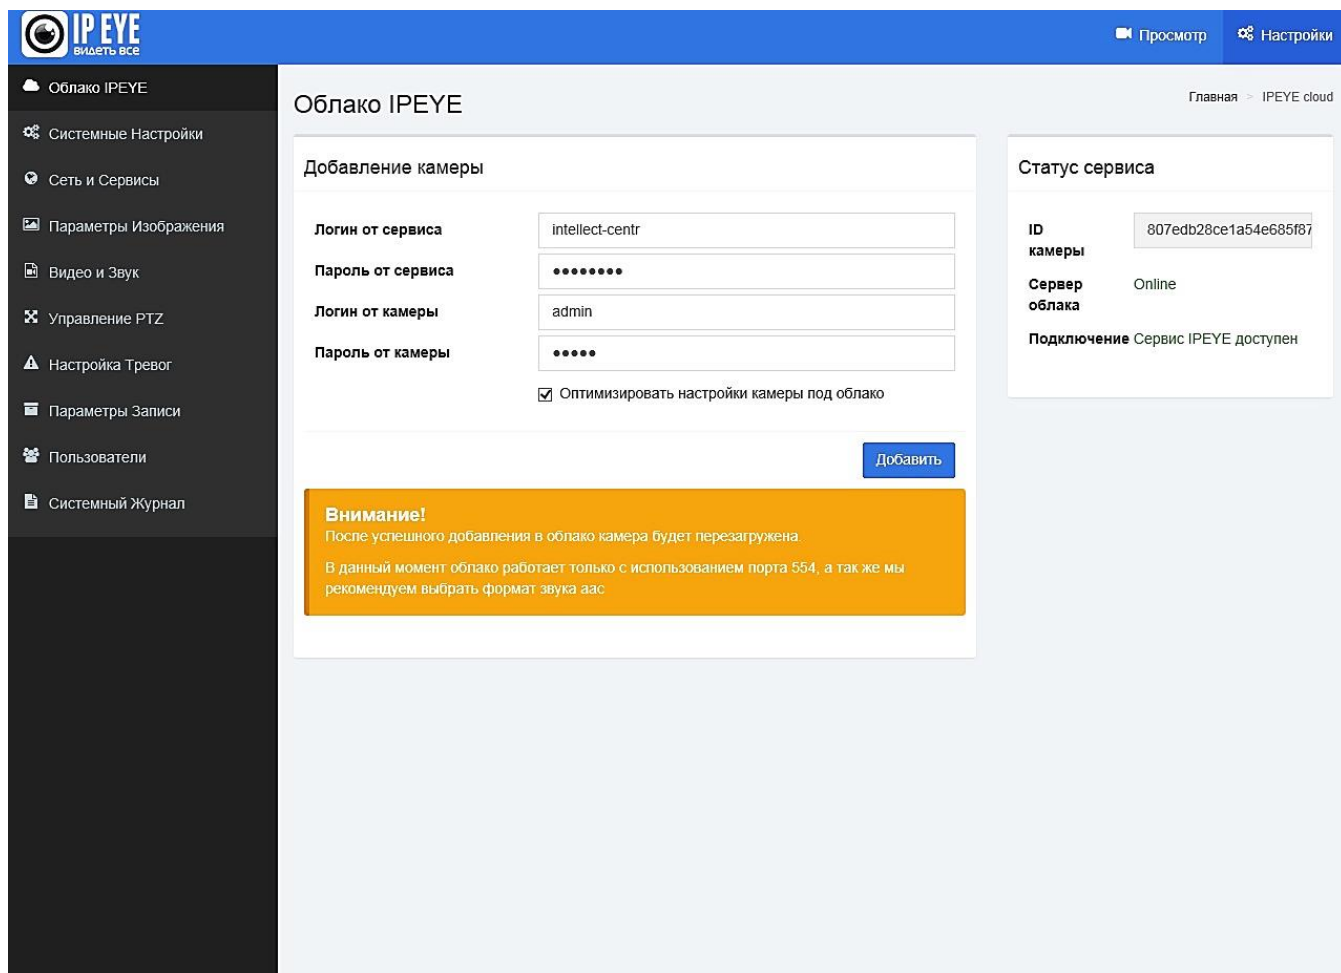 IP EYE
видеть все
Просмотр
Настройки
Облако IPEYE
Системные Настройки
Сеть и Сервисы
Параметры Изображения
Видео и Звук
Управление PTZ
Настройка Тревог
Параметры Записи
Пользователи
Системный Журнал
Облако IPEYE
Главная > IPEYE cloud
Добавление камеры
Логин от сервиса intellect-centr
Пароль от сервиса ••••••••
Логин от камеры admin
Пароль от камеры •••••
Оптимизировать настройки камеры под облако
Добавить
Внимание!
После успешного добавления в облако камера будет перезагружена.
В данный момент облако работает только с использованием порта 554, а так же мы
рекомендуем выбрать формат звука aac
Статус сервиса
ID 807edb28ce1a54e685f87
камеры
Сервер Online
облака
Подключение Сервис IPEYE доступен